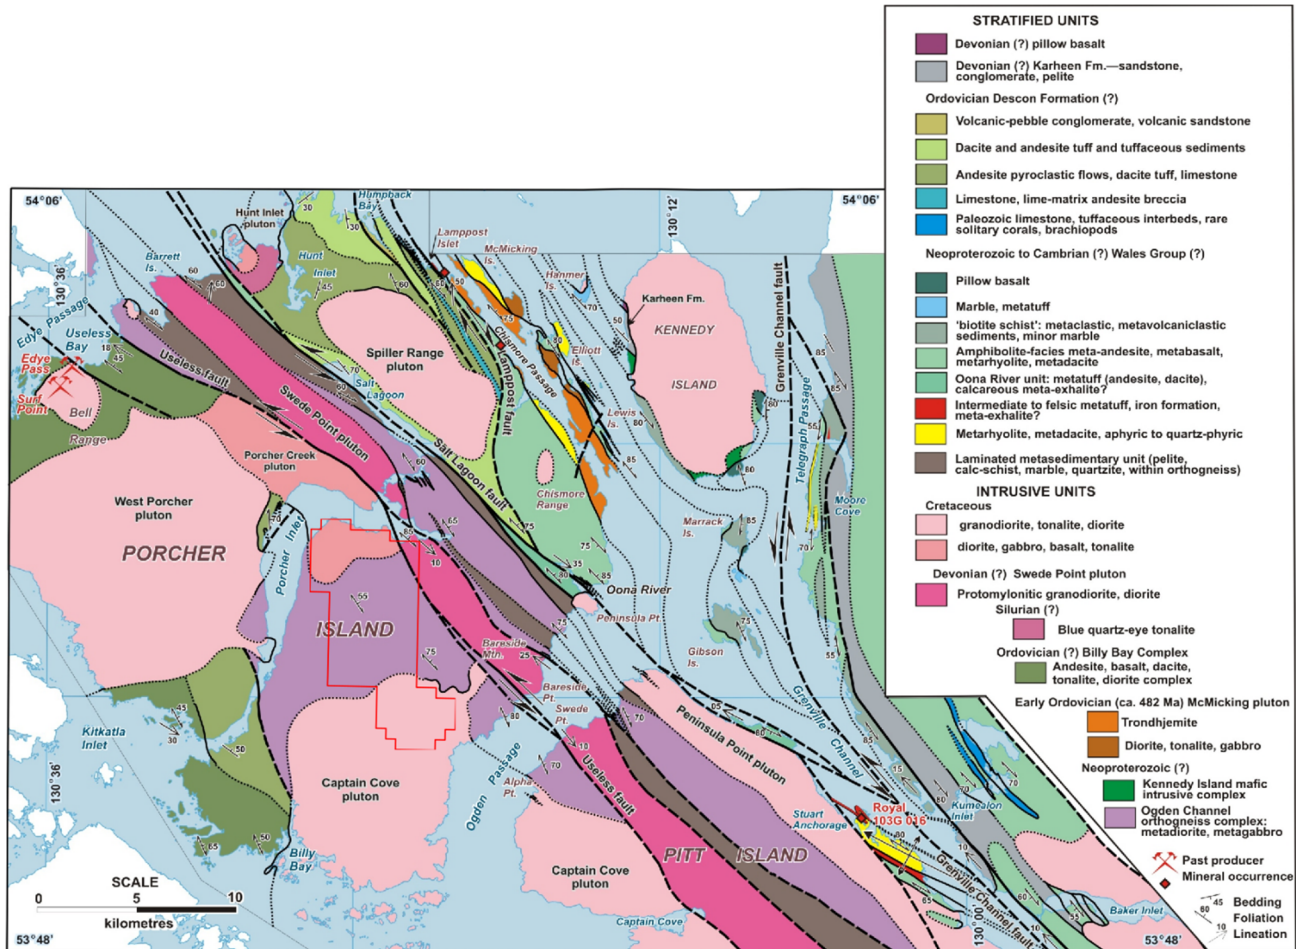 STRATIFIED UNITS
Devonian (?) pillow basalt
Devonian (?) Karheen Fm.—sandstone,
conglomerate, pelite
Ordovician Descon Formation (?)
Volcanic-pebble conglomerate, volcanic sandstone
Dacite and andesite tuff and tuffaceous sediments
Andesite pyroclastic flows, dacite tuff, limestone
Limestone, lime-matrix andesite breccia
Paleozoic limestone, tuffaceous interbeds, rare
solitary corals, brachiopods
Neoproterozoic to Cambrian (?) Wales Group (?)
Pillow basalt
Marble, metatuff
'biotite schist': metaclastic, metavolcaniclastic
sediments, minor marble
Amphibolite-facies meta-andesite, metabasalt,
metarhyolite, metadacite
Oona River unit: metatuff (andesite, dacite),
calcareous meta-exhalite?
Intermediate to felsic metatuff, iron formation,
meta-exhalite?
Metarhyolite, metadacite, aphyric to quartz-phyric
Laminated metasedimentary unit (pelite,
calc-schist, marble, quartzite, within orthogneiss)
INTRUSIVE UNITS
Cretaceous
granodiorite, tonalite, diorite
diorite, gabbro, basalt, tonalite
Devonian (?) Swede Point pluton
Protomylonitic granodiorite, diorite
Silurian (?)
Blue quartz-eye tonalite
Ordovician (?) Billy Bay Complex
Andesite, basalt, dacite,
tonalite, diorite complex
Early Ordovician (ca. 482 Ma) McMicking pluton
Trondhjemite
Diorite, tonalite, gabbro
Neoproterozoic (?)
Kennedy Island mafic
intrusive complex
Ogden Channel
orthogneiss complex:
metadiorite, metagabbro
Past producer
Mineral occurrence
45 Bedding
60 Foliation
10 Lineation
54°06'
54°06'
130°36'
130°12'
Humpback
Bay
Hunt Inlet
pluton
Hunt
Inlet
Lamppost
Islet
McMicking
Is.
Barrett
Is.
Hanmer
Is.
Karheen Fm.
KENNEDY
ISLAND
Edye Passage
Useless
Bay
Edye
Pass
Surf
Point
Bell
Range
Useless fault
Spiller Range
pluton
Salt
Lagoon
Chismore Passage
Lamppost fault
Elliott
Is.
Lewis
Is.
Grenville Channel fault
Telegraph Passage
Swede Point pluton
Porcher Creek
pluton
Salt Lagoon fault
Chismore
Range
Moore
Cove
West Porcher
pluton
PORCHER
Porcher Inlet
Marrack
Is.
ISLAND
Oona River
Peninsula Pt.
Gibson
Is.
Bareside
Mtn.
Bareside
Pt.
Swede
Pt.
Grenville Channel
Peninsula Point pluton
Kitkatla
Inlet
130°36'
Captain Cove
pluton
Ogden Passage
Alpha
Pt.
Useless fault
Stuart
Anchorage
Royal
103G 016
Kumealon
Inlet
PITT ISLAND
Billy
Bay
Captain Cove
pluton
Captain Cove
Grenville Channel fault
Baker Inlet
130°00'
SCALE
0 5 10
kilometres
53°48'
53°48'